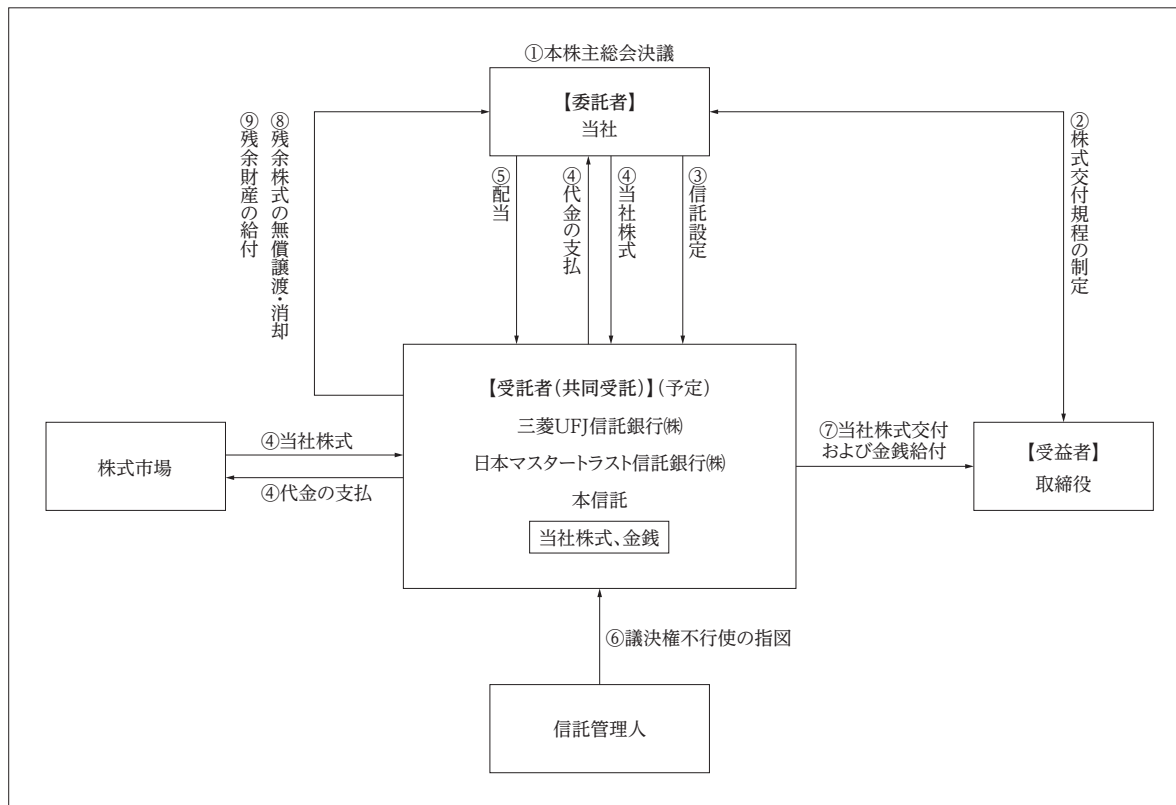 ①本株主総会決議
【委託者】
当社
⑨残余財産の給付
⑧残余株式の無償譲渡・消却
⑤配当
④代金の支払
④当社株式
③信託設定
②株式交付規程の制定
【受託者(共同受託)】(予定)
三菱UFJ信託銀行㈱
日本マスタートラスト信託銀行㈱
本信託
当社株式、金銭
株式市場
④当社株式
④代金の支払
⑦当社株式交付
および金銭給付
【受益者】
取締役
⑥議決権不行使の指図
信託管理人